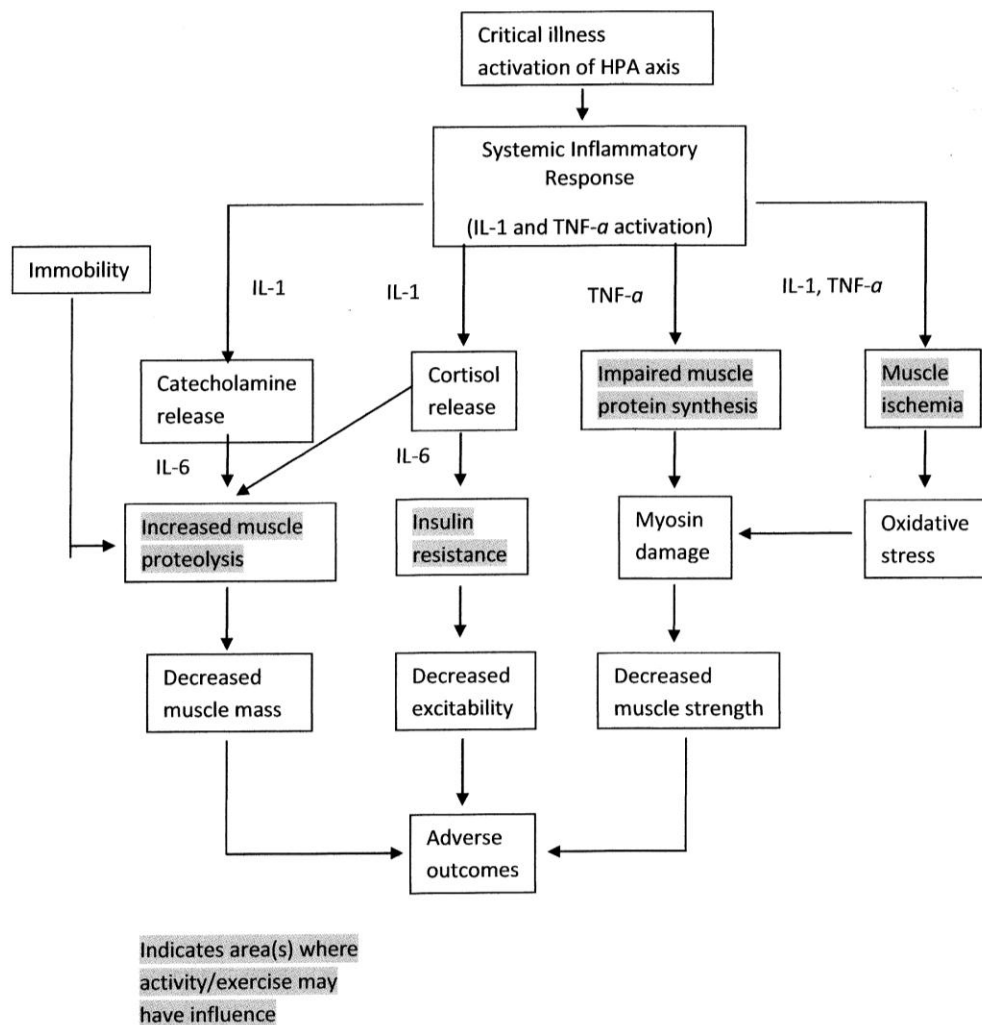 Critical illness
activation of HPA axis
Systemic Inflammatory
Response
(IL-1 and TNF-α activation)
Immobility
IL-1
IL-1
TNF-α
IL-1, TNF-α
Catecholamine
release
Cortisol
release
Impaired muscle
protein synthesis
Muscle
ischemia
IL-6
IL-6
Increased muscle
proteolysis
Insulin
resistance
Myosin
damage
Oxidative
stress
Decreased
muscle mass
Decreased
excitability
Decreased
muscle strength
Adverse
outcomes
Indicates area(s) where
activity/exercise may
have influence